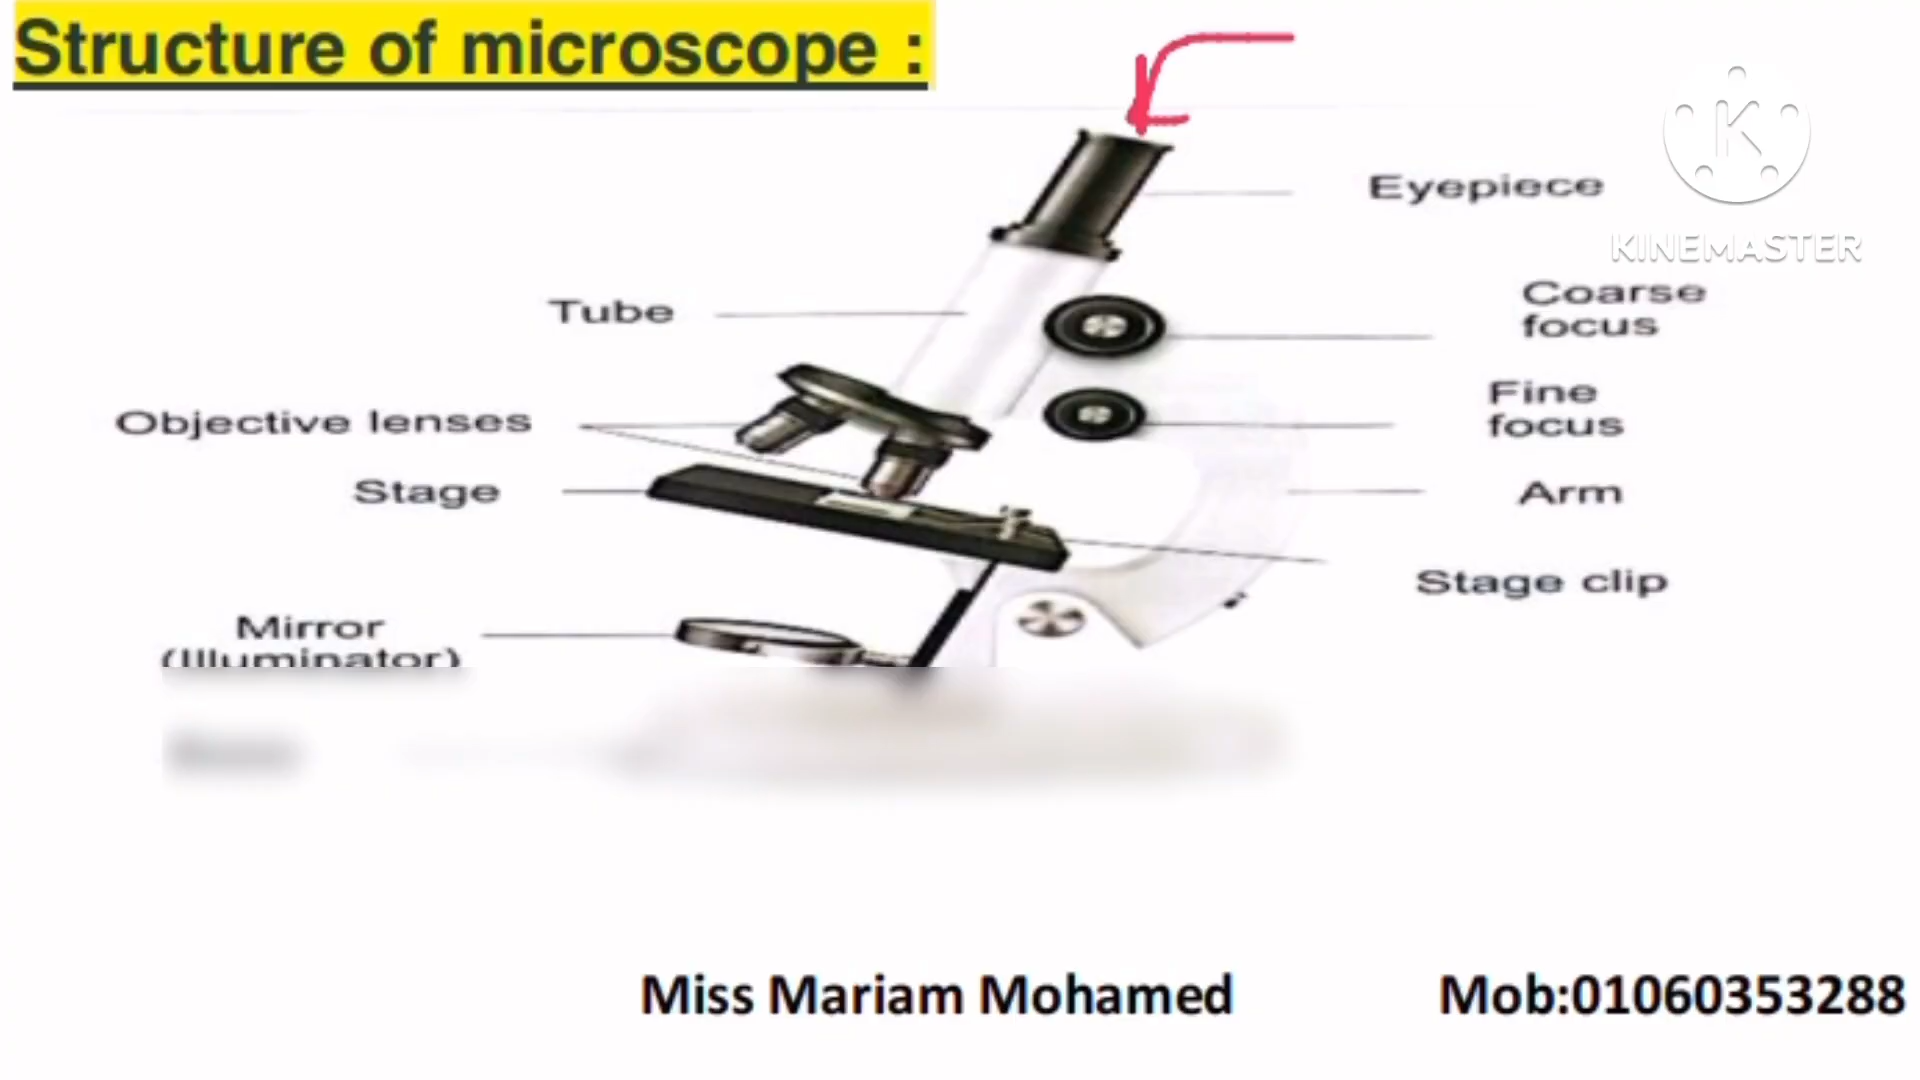 Structure of microscope :
Eyepiece
KINEMASTER
Coarse
focus
Tube
Fine
focus
Objective lenses
Stage
Arm
Stage clip
Mirror
(Illuminator)
Miss Mariam Mohamed
Mob:01060353288